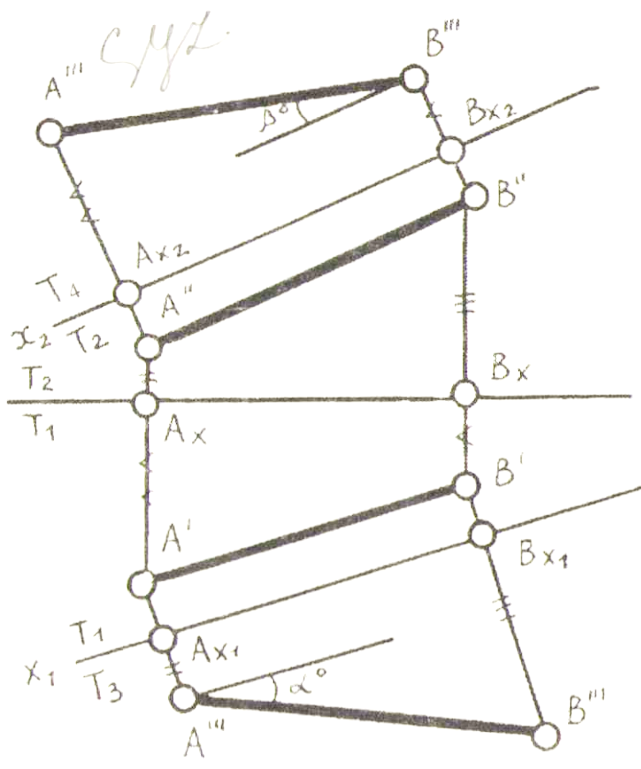 A''' B'''
β°
Bx2
B''
Ax2
T4
A''
x2 T2
T2
Bx
T1
Ax
B'
A'
Bx1
T1
Ax1
x1
T3
α°
A''' B'''